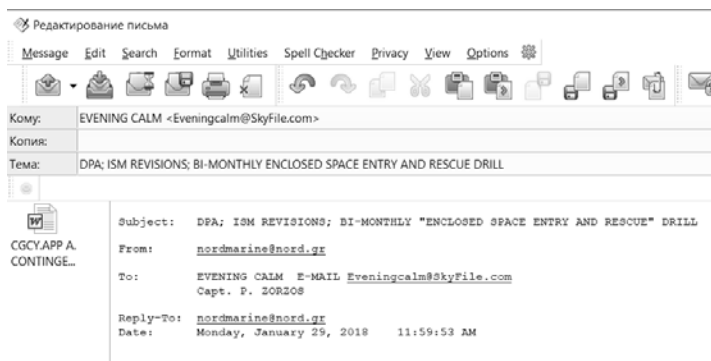 Редактирование письма
Message Edit Search Format Utilities Spell Checker Privacy View Options
Кому: EVENING CALM <Eveningcalm@SkyFile.com>
Копия:
Тема: DPA; ISM REVISIONS; BI-MONTHLY ENCLOSED SPACE ENTRY AND RESCUE DRILL
CGCY.APP A.
CONTINGE...
Subject: DPA; ISM REVISIONS; BI-MONTHLY "ENCLOSED SPACE ENTRY AND RESCUE" DRILL
From: nordmarine@nord.gr
To: EVENING CALM E-MAIL Eveningcalm@SkyFile.com
Capt. P. ZORZOS
Reply-To: nordmarine@nord.gr
Date: Monday, January 29, 2018 11:59:53 AM